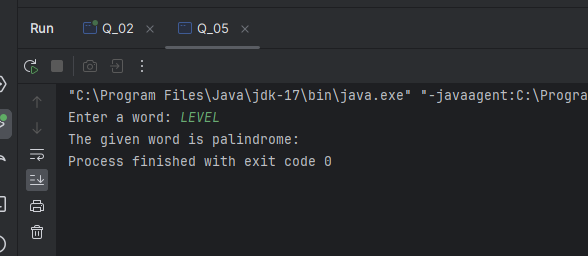 Run Q_02 Q_05
"C:\Program Files\Java\jdk-17\bin\java.exe" "-javaagent:C:\Progra
Enter a word: LEVEL
The given word is palindrome:
Process finished with exit code 0